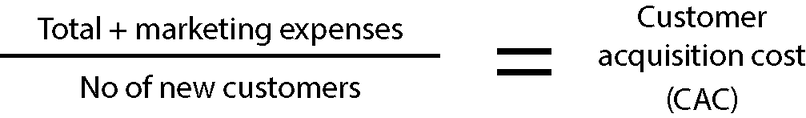 Total + marketing expenses
No of new customers
=
Customer
acquisition cost
(CAC)